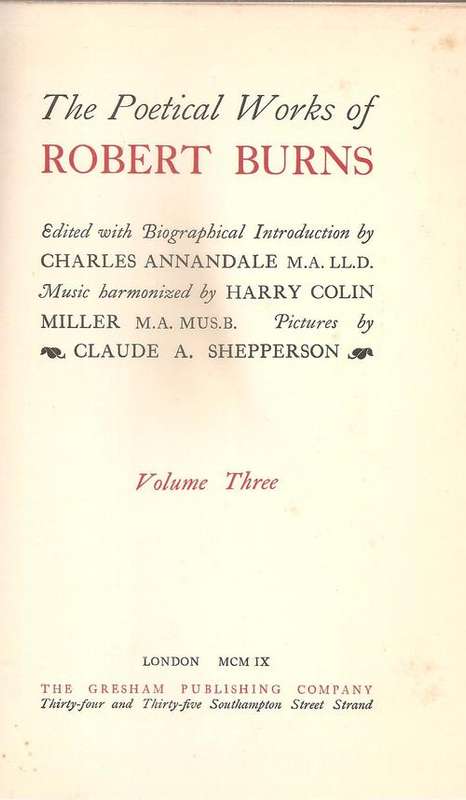 The Poetical Works of
ROBERT BURNS
Edited with Biographical Introduction by
CHARLES ANNANDALE M.A. LL.D.
Music harmonized by HARRY COLIN
MILLER M.A. MUS.B. Pictures by
CLAUDE A. SHEPPERSON
Volume Three
LONDON MCM IX
THE GRESHAM PUBLISHING COMPANY
Thirty-four and Thirty-five Southampton Street Strand